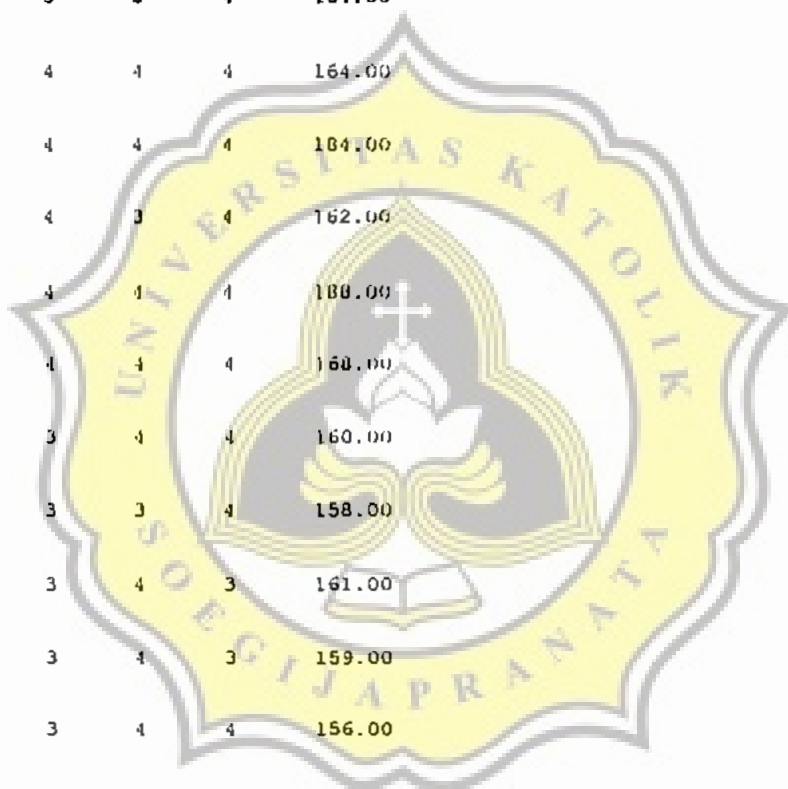 4 4 4 164.00
4 4 4 184.00
4 3 4 162.00
4 4 4 188.00
4 4 4 168.00
3 4 4 160.00
3 3 4 158.00
3 4 3 161.00
3 4 3 159.00
3 4 4 156.00
UNIVERSITAS KATOLIK
SOEGIJAPRANATA